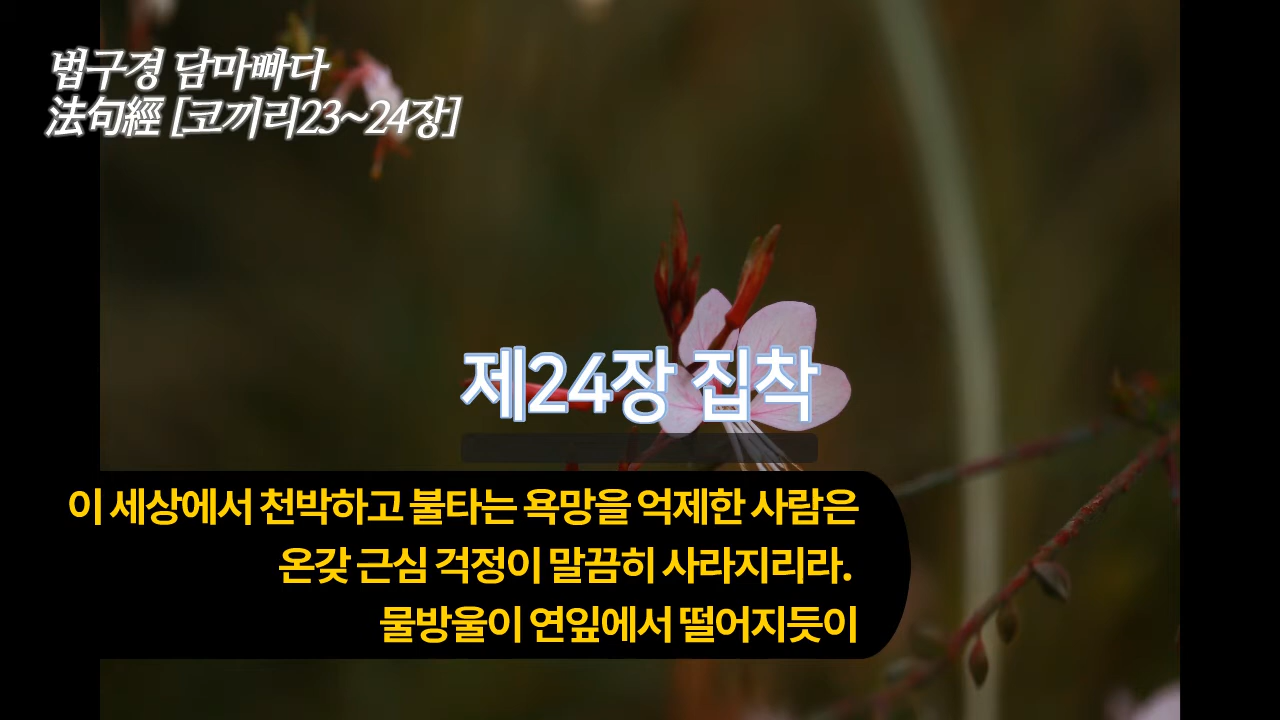 법구경 담마빠다
法句經 [코끼리23~24장]
제24장 집착
이 세상에서 천박하고 불타는 욕망을 억제한 사람은
온갖 근심 걱정이 말끔히 사라지리라.
물방울이 연잎에서 떨어지듯이